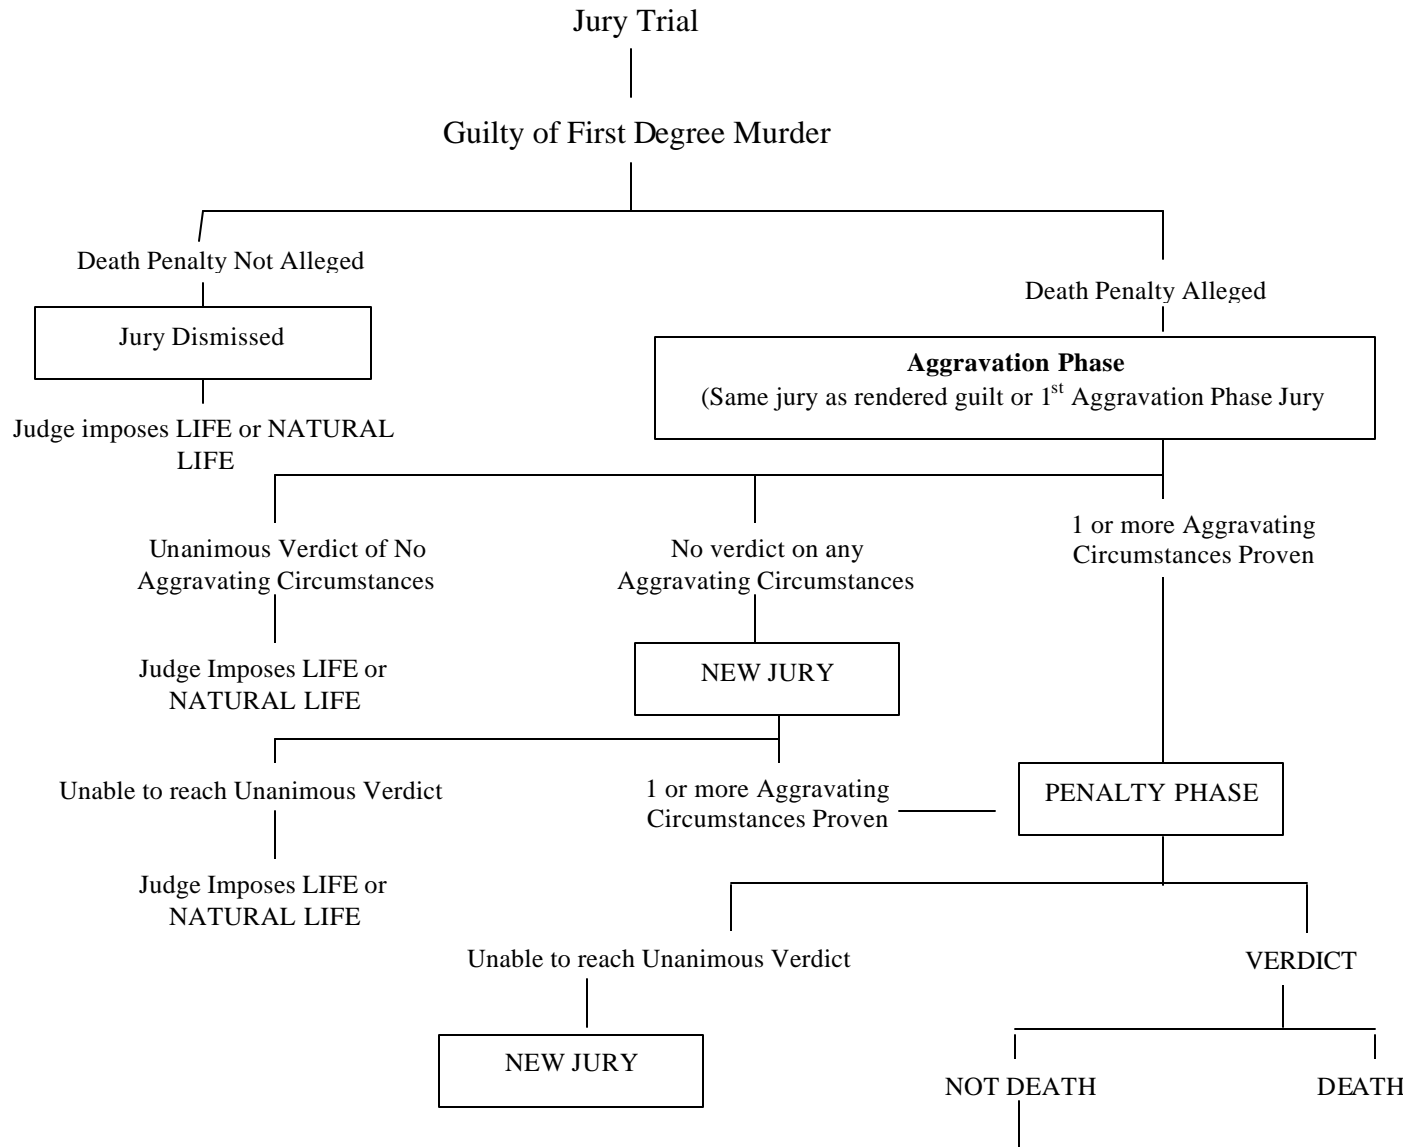 Jury Trial
Guilty of First Degree Murder
Death Penalty Not Alleged
Death Penalty Alleged
Jury Dismissed
Aggravation Phase
(Same jury as rendered guilt or 1st Aggravation Phase Jury
Judge imposes LIFE or NATURAL
LIFE
Unanimous Verdict of No
Aggravating Circumstances
No verdict on any
Aggravating Circumstances
1 or more Aggravating
Circumstances Proven
Judge Imposes LIFE or
NATURAL LIFE
NEW JURY
Unable to reach Unanimous Verdict
1 or more Aggravating
Circumstances Proven
PENALTY PHASE
Judge Imposes LIFE or
NATURAL LIFE
Unable to reach Unanimous Verdict
VERDICT
NEW JURY
NOT DEATH
DEATH